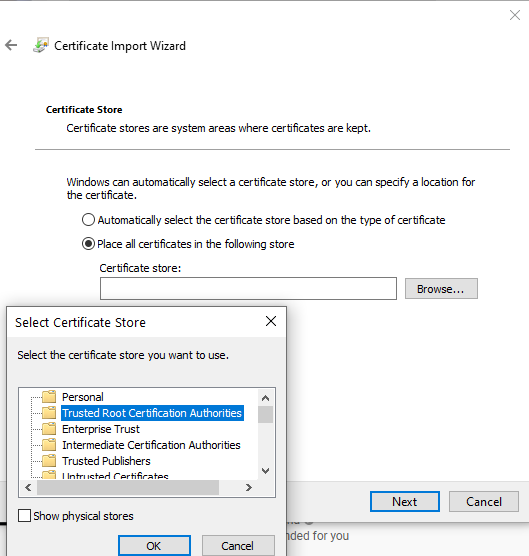 Certificate Import Wizard
Certificate Store
Certificate stores are system areas where certificates are kept.
Windows can automatically select a certificate store, or you can specify a location for
the certificate.
Automatically select the certificate store based on the type of certificate
Place all certificates in the following store
Certificate store:
Browse...
Select Certificate Store
Select the certificate store you want to use.
Personal
Trusted Root Certification Authorities
Enterprise Trust
Intermediate Certification Authorities
Trusted Publishers
Untrusted Certificates
Show physical stores
OK
Cancel
Next
Cancel
nded for you